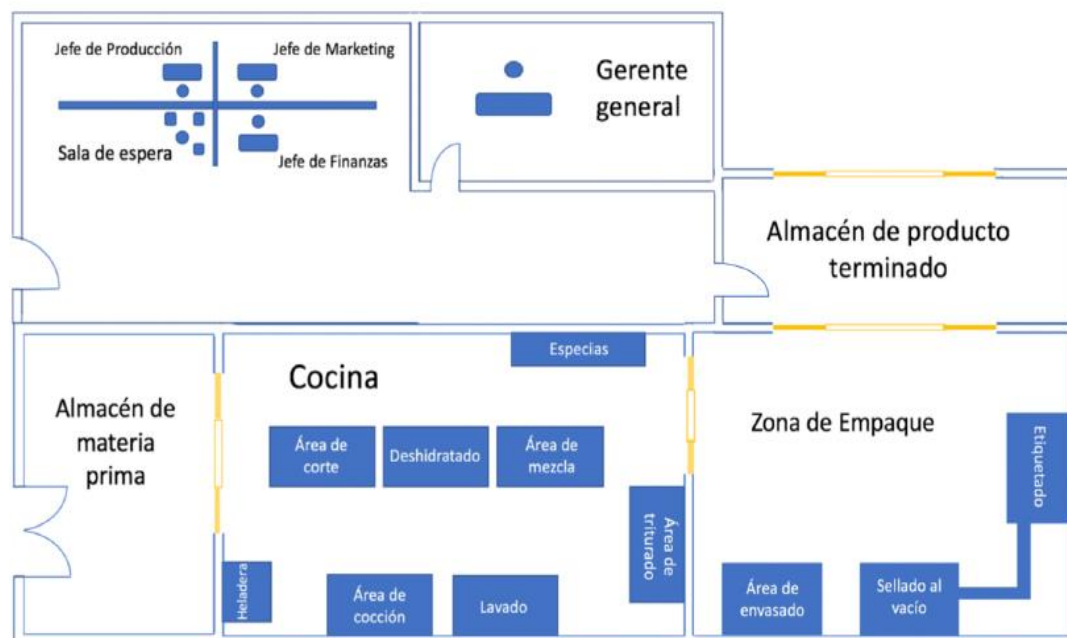 Jefe de Producción
Jefe de Marketing
Gerente
general
Sala de espera
Jefe de Finanzas
Almacén de producto
terminado
Especias
Cocina
Almacén de
materia
prima
Área de
corte
Deshidratado
Área de
mezcla
Zona de Empaque
Etiquetado
Área de
triturado
Heladera
Área de
cocción
Lavado
Área de
envasado
Sellado al
vacío